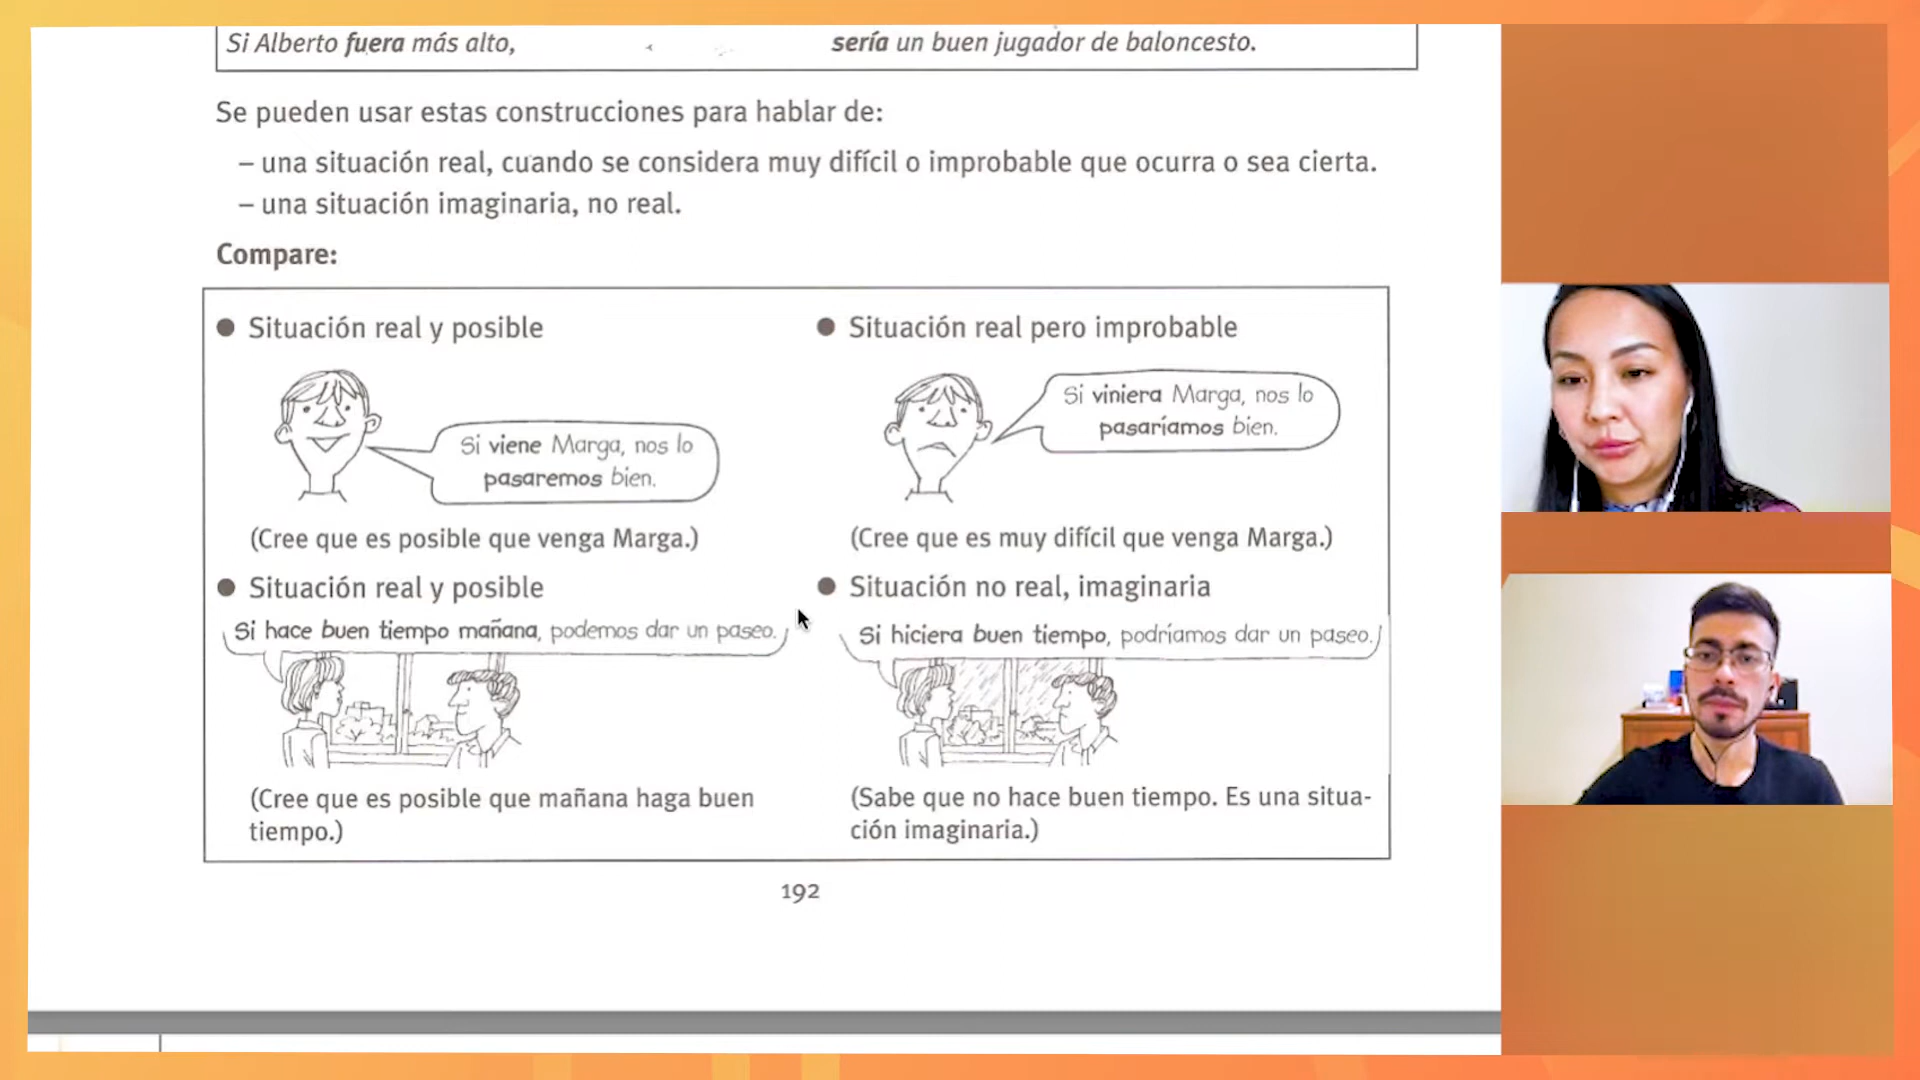 Si Alberto fuera más alto, sería un buen jugador de baloncesto.
Se pueden usar estas construcciones para hablar de:
– una situación real, cuando se considera muy difícil o improbable que ocurra o sea cierta.
– una situación imaginaria, no real.
Compare:
● Situación real y posible
Si viene Marga, nos lo
pasaremos bien.
(Cree que es posible que venga Marga.)
● Situación real pero improbable
Si viniera Marga, nos lo
pasaríamos bien.
(Cree que es muy difícil que venga Marga.)
● Situación real y posible
Si hace buen tiempo mañana, podemos dar un paseo.
(Cree que es posible que mañana haga buen
tiempo.)
● Situación no real, imaginaria
Si hiciera buen tiempo, podríamos dar un paseo.
(Sabe que no hace buen tiempo. Es una situa-
ción imaginaria.)
192